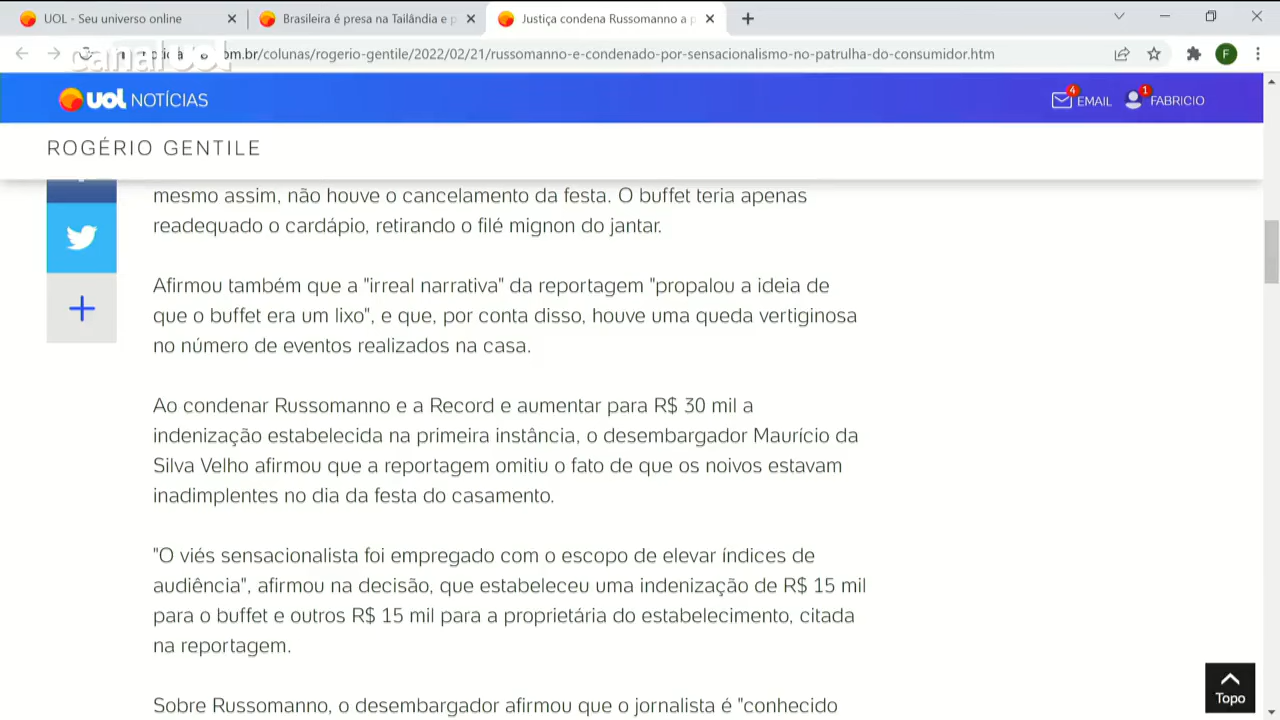 UOL - Seu universo online
Brasileira é presa na Tailândia e p
Justiça condena Russomanno a p
om.br/colunas/rogerio-gentile/2022/02/21/russomanno-e-condenado-por-sensacionalismo-no-patrulha-do-consumidor.htm
F
canal uol
UOL NOTÍCIAS
4
EMAIL
1
FABRICIO
ROGÉRIO GENTILE
mesmo assim, não houve o cancelamento da festa. O buffet teria apenas
readequado o cardápio, retirando o filé mignon do jantar.
Afirmou também que a "irreal narrativa" da reportagem "propalou a ideia de
que o buffet era um lixo", e que, por conta disso, houve uma queda vertiginosa
no número de eventos realizados na casa.
Ao condenar Russomanno e a Record e aumentar para R$ 30 mil a
indenização estabelecida na primeira instância, o desembargador Maurício da
Silva Velho afirmou que a reportagem omitiu o fato de que os noivos estavam
inadimplentes no dia da festa do casamento.
"O viés sensacionalista foi empregado com o escopo de elevar índices de
audiência", afirmou na decisão, que estabeleceu uma indenização de R$ 15 mil
para o buffet e outros R$ 15 mil para a proprietária do estabelecimento, citada
na reportagem.
Sobre Russomanno, o desembargador afirmou que o jornalista é "conhecido
Topo